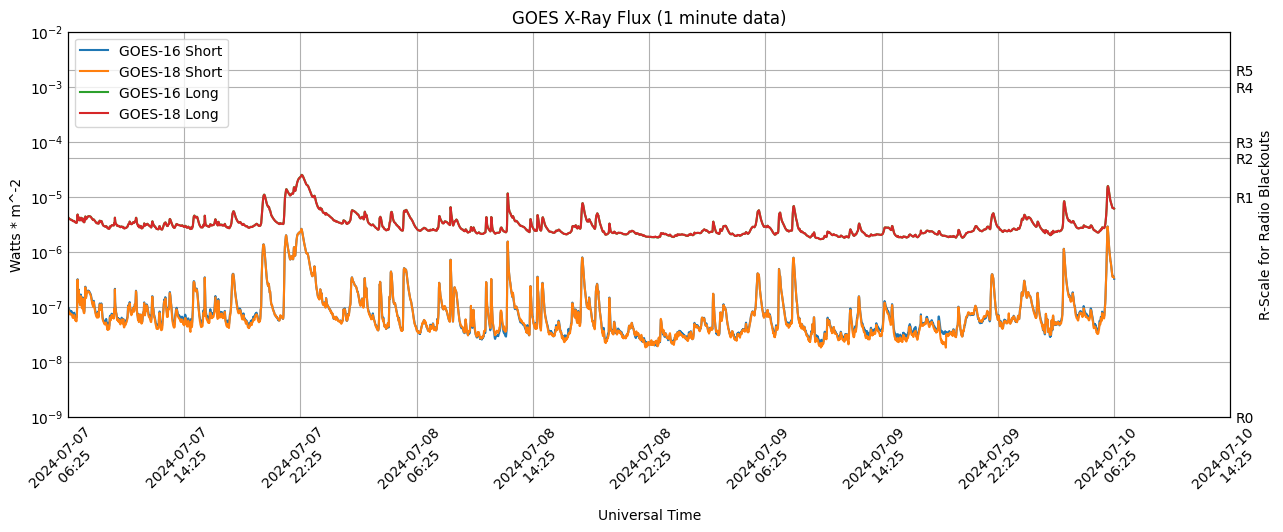 GOES X-Ray Flux (1 minute data)
GOES-16 Short
GOES-18 Short
GOES-16 Long
GOES-18 Long
Watts * m^-2
10⁻²
10⁻³
10⁻⁴
10⁻⁵
10⁻⁶
10⁻⁷
10⁻⁸
10⁻⁹
R5
R4
R3
R2
R1
R0
R-Scale for Radio Blackouts
2024-07-07
06:25
2024-07-07
14:25
2024-07-07
22:25
2024-07-08
06:25
2024-07-08
14:25
2024-07-08
22:25
2024-07-09
06:25
2024-07-09
14:25
2024-07-09
22:25
2024-07-10
06:25
2024-07-10
14:25
Universal Time